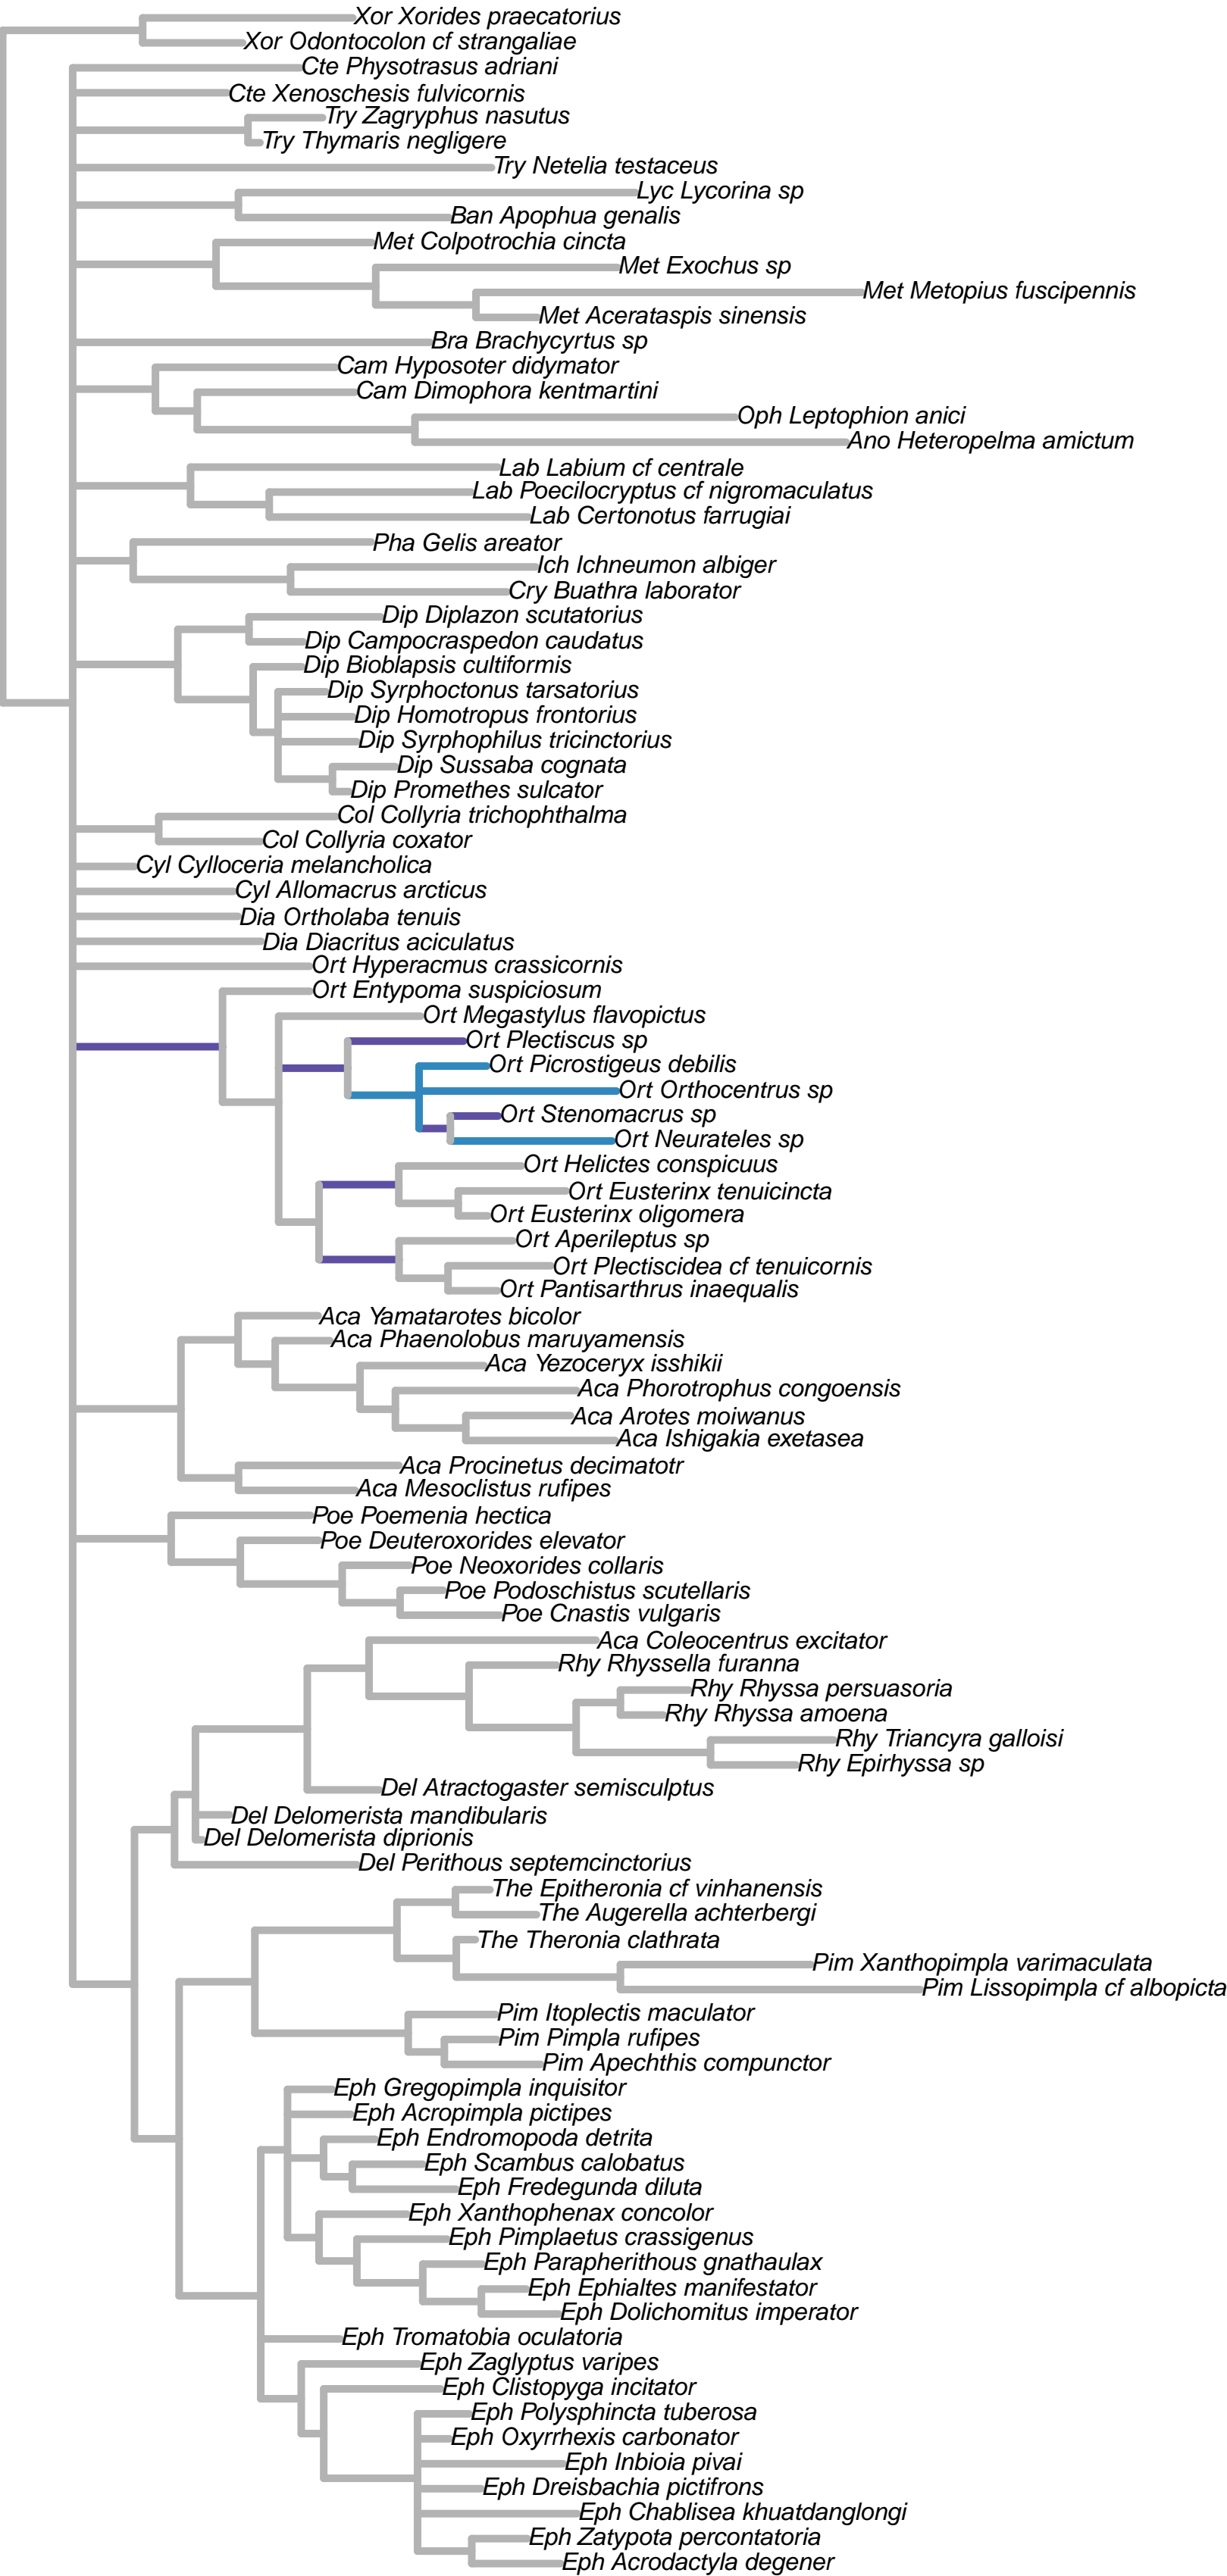 Xor Xorides praecatorius
Xor Odontocolon cf strangaliae
Cte Physotrasus adriani
Cte Xenoschesis fulvicornis
Try Zagryphus nasutus
Try Thymaris negligere
Try Netelia testaceus
Lyc Lycorina sp
Ban Apophua genalis
Met Colpotrochia cincta
Met Exochus sp
Met Metopius fuscipennis
Met Acerataspis sinensis
Bra Brachycyrtus sp
Cam Hyposoter didymator
Cam Dimophora kentmartini
Oph Leptophion anici
Ano Heteropelma amictum
Lab Labium cf centrale
Lab Poecilocryptus cf nigromaculatus
Lab Certonotus farrugiai
Pha Gelis areator
Ich Ichneumon albiger
Cry Buathra laborator
Dip Diplazon scutatorius
Dip Campocraspedon caudatus
Dip Bioblapsis cultiformis
Dip Syrphoctonus tarsatorius
Dip Homotropus frontorius
Dip Syrphophilus tricinctorius
Dip Sussaba cognata
Dip Promethes sulcator
Col Collyria trichophthalma
Col Collyria coxator
Cyl Cylloceria melancholica
Cyl Allomacrus arcticus
Dia Ortholaba tenuis
Dia Diacritus aciculatus
Ort Hyperacmus crassicornis
Ort Entypoma suspiciosum
Ort Megastylus flavopictus
Ort Plectiscus sp
Ort Picrostigeus debilis
Ort Orthocentrus sp
Ort Stenomacrus sp
Ort Neurateles sp
Ort Helictes conspicuus
Ort Eusterinx tenuicincta
Ort Eusterinx oligomera
Ort Aperileptus sp
Ort Plectiscidea cf tenuicornis
Ort Pantisarthrus inaequalis
Aca Yamatarotes bicolor
Aca Phaenolobus maruyamensis
Aca Yezoceryx isshikii
Aca Phorotrophus congoensis
Aca Arotes moiwanus
Aca Ishigakia exetasea
Aca Procinetus decimatotr
Aca Mesoclistus rufipes
Poe Poemenia hectica
Poe Deuteroxorides elevator
Poe Neoxorides collaris
Poe Podoschistus scutellaris
Poe Cnastis vulgaris
Aca Coleocentrus excitator
Rhy Rhyssella furanna
Rhy Rhyssa persuasoria
Rhy Rhyssa amoena
Rhy Triancyra galloisi
Rhy Epirhyssa sp
Del Atractogaster semisculptus
Del Delomerista mandibularis
Del Delomerista diprionis
Del Perithous septemcinctorius
The Epitheronia cf vinhanensis
The Augerella achterbergi
The Theronia clathrata
Pim Xanthopimpla varimaculata
Pim Lissopimpla cf albopicta
Pim Itoplectis maculator
Pim Pimpla rufipes
Pim Apechthis compunctor
Eph Gregopimpla inquisitor
Eph Acropimpla pictipes
Eph Endromopoda detrita
Eph Scambus calobatus
Eph Fredegunda diluta
Eph Xanthophenax concolor
Eph Pimplaetus crassigenus
Eph Parapherithous gnathaulax
Eph Ephialtes manifestator
Eph Dolichomitus imperator
Eph Tromatobia oculatoria
Eph Zaglyptus varipes
Eph Clistopyga incitator
Eph Polysphincta tuberosa
Eph Oxyrrhexis carbonator
Eph Inbioia pivai
Eph Dreisbachia pictifrons
Eph Chablisea khuatdanglongi
Eph Zatypota percontatoria
Eph Acrodactyla degener